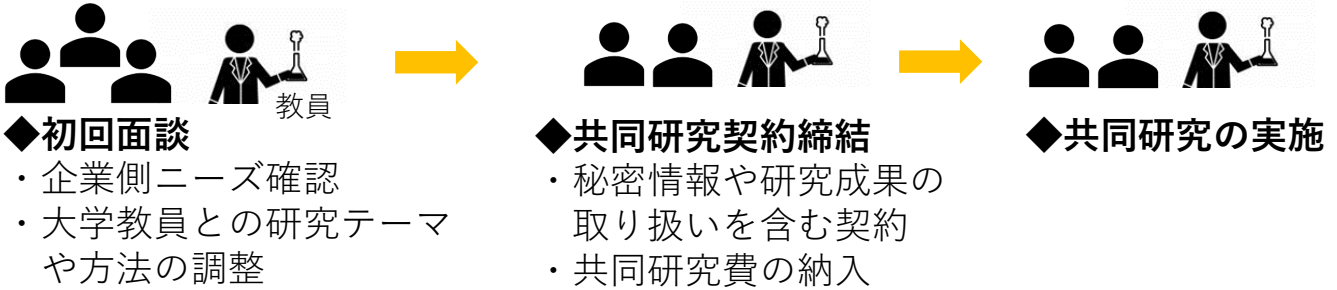 教員
◆初回面談
・企業側ニーズ確認
・大学教員との研究テーマ
や方法の調整
◆共同研究契約締結
・秘密情報や研究成果の
取り扱いを含む契約
・共同研究費の納入
◆共同研究の実施